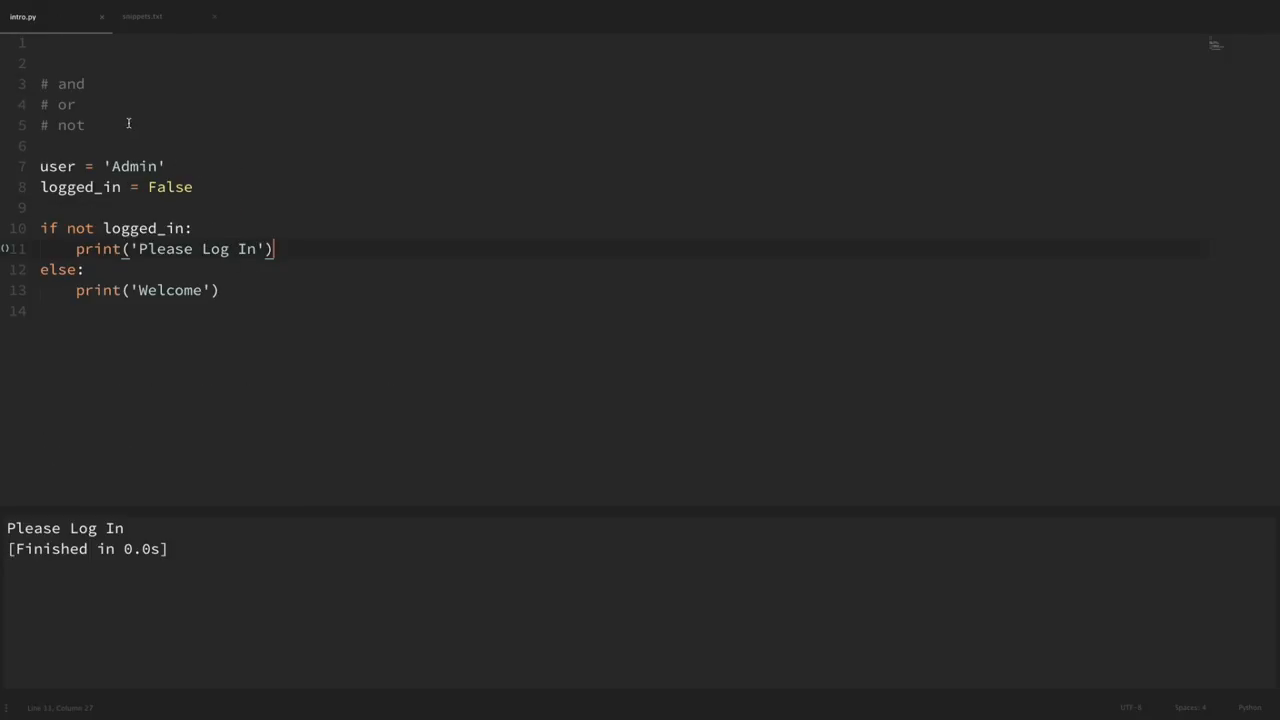 intro.py × snippets.txt ×
1
2
3 # and
4 # or
5 # not
6
7 user = 'Admin'
8 logged_in = False
9
10 if not logged_in:
()11     print('Please Log In')
12 else:
13     print('Welcome')
14
Please Log In
[Finished in 0.0s]
Line 11, Column 27 UTF-8 Spaces: 4 Python